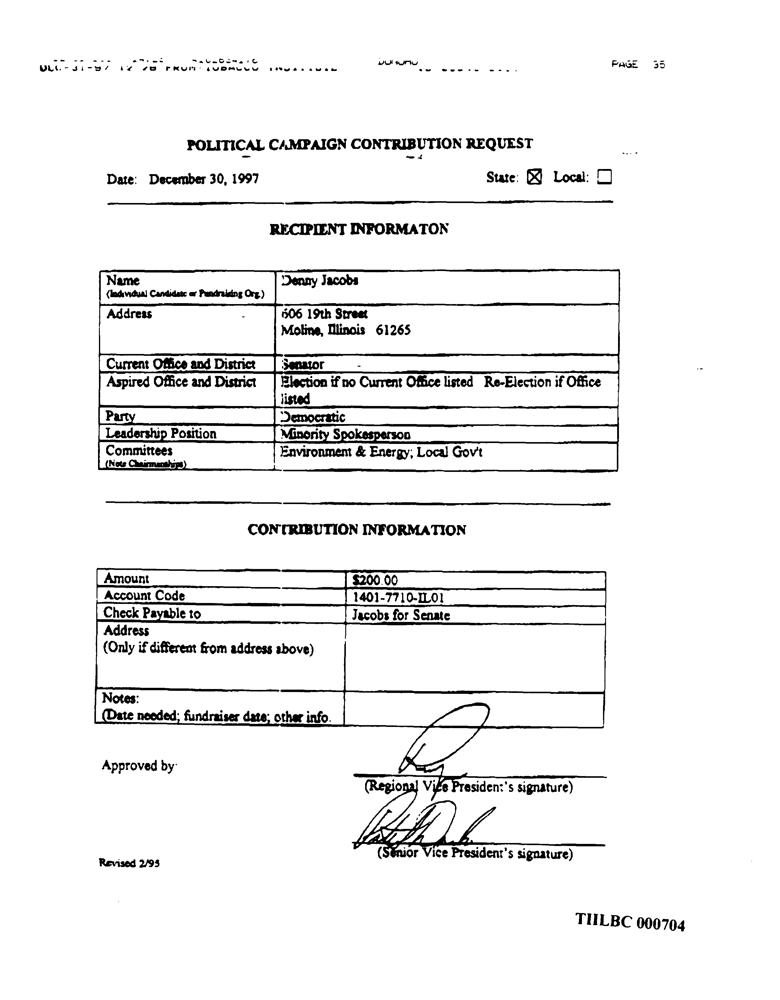 DEC-31-97 FROM:TOBACCO PAGE 35
POLITICAL CAMPAIGN CONTRIBUTION REQUEST
Date: December 30, 1997 State: ☒ Local: ☐
RECIPIENT INFORMATON
Name Denny Jacobs
(Individual Candidate or Fundraising Org.)
Address 606 19th Street
Moline, Illinois 61265
Current Office and District Senator
Aspired Office and District Election if no Current Office listed Re-Election if Office
listed
Party Democratic
Leadership Position Minority Spokesperson
Committees Environment & Energy; Local Gov't
(Note Chairmanships)
CONTRIBUTION INFORMATION
Amount $200.00
Account Code 1401-7710-IL01
Check Payable to Jacobs for Senate
Address
(Only if different from address above)
Notes:
(Date needed; fundraiser date; other info.
Approved by
(Regional Vice President's signature)
(Senior Vice President's signature)
Revised 2/95
TIILBC 000704